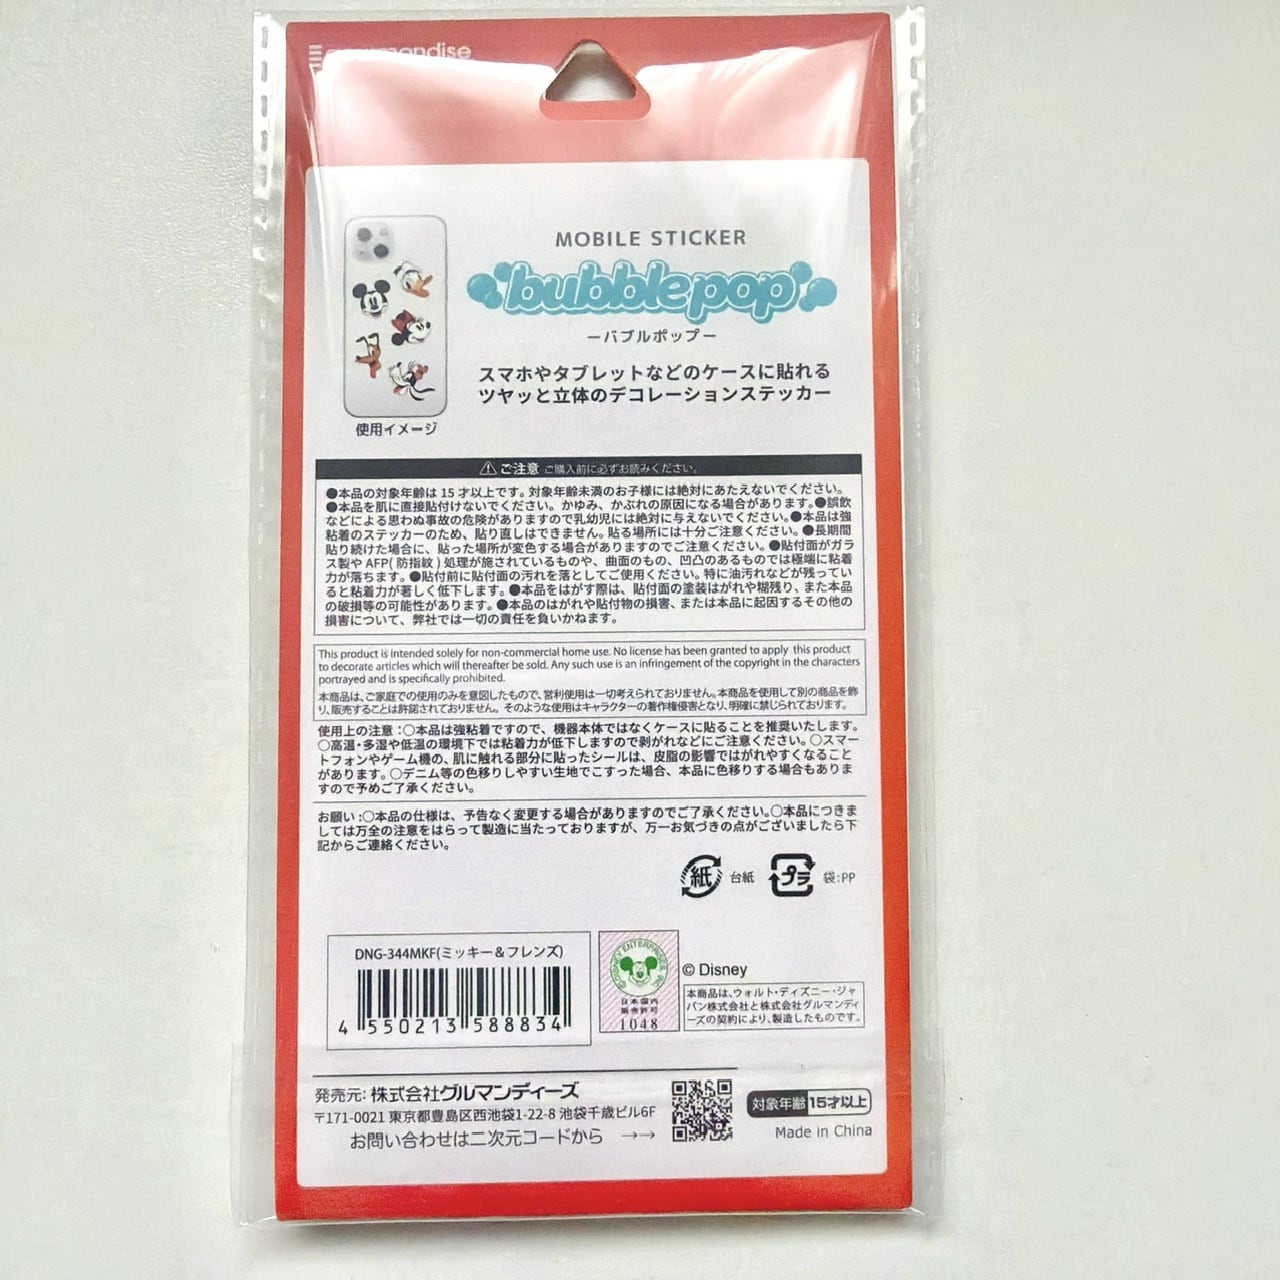 gourmandise
MOBILE STICKER
bubblepop
ーバブルポップー
スマホやタブレットなどのケースに貼れる
ツヤッと立体のデコレーションステッカー
使用イメージ
ご注意 ご購入前に必ずお読みください。
●本品の対象年齢は 15 才以上です。対象年齢未満のお子様には絶対にあたえないでください。
●本品を肌に直接貼付けないでください。かゆみ、かぶれの原因になる場合があります。●誤飲
などによる思わぬ事故の危険がありますので乳幼児には絶対に与えないでください。●本品は強
粘着のステッカーのため、貼り直しはできません。貼る場所には十分ご注意ください。●長期間
貼り続けた場合に、貼った場所が変色する場合がありますのでご注意ください。●貼付面がガラ
ス製や AFP( 防指紋 ) 処理が施されているものや、曲面のもの、凹凸のあるものでは極端に粘着
力が落ちます。●貼付前に貼付面の汚れを落としてご使用ください。特に油汚れなどが残ってい
ると粘着力が著しく低下します。●本品をはがす際は、貼付面の塗装はがれや糊残り、また本品
の破損等の可能性があります。●本品のはがれや貼付物の損害、または本品に起因するその他の
損害について、弊社では一切の責任を負いかねます。
This product is intended solely for non-commercial home use. No license has been granted to apply this product
to decorate articles which will thereafter be sold. Any such use is an infringement of the copyright in the characters
portrayed and is specifically prohibited.
本商品は、ご家庭での使用のみを意図したもので、営利使用は一切考えられておりません。本商品を使用して別の商品を飾
り、販売することは許諾されておりません。そのような使用はキャラクターの著作権侵害となり、明確に禁じられております。
使用上の注意 :○本品は強粘着ですので、機器本体ではなくケースに貼ることを推奨いたします。
○高温・多湿や低温の環境下では粘着力が低下しますので剥がれなどにご注意ください。○スマー
トフォンやゲーム機の、肌に触れる部分に貼ったシールは、皮脂の影響ではがれやすくなること
があります。○デニム等の色移りしやすい生地でこすった場合、本品に色移りする場合もありま
すので予めご了承ください。
お願い :○本品の仕様は、予告なく変更する場合がありますのでご了承ください。○本品につきま
しては万全の注意をはらって製造に当たっておりますが、万一お気づきの点がございましたら下
記からご連絡ください。
紙 台紙 プラ 袋:PP
DNG-344MKF(ミッキー＆フレンズ)
4 550213 588834
©DISNEY ENTERPRISES, INC.
日本国内
販売許可
1048
© Disney
本商品は、ウォルト・ディズニー・ジャ
パン株式会社と株式会社グルマンディ
ーズの契約により、製造したものです。
発売元: 株式会社グルマンディーズ
〒171-0021 東京都豊島区西池袋1-22-8 池袋千歳ビル6F
お問い合わせは二次元コードから →→
対象年齢 15才以上
Made in China